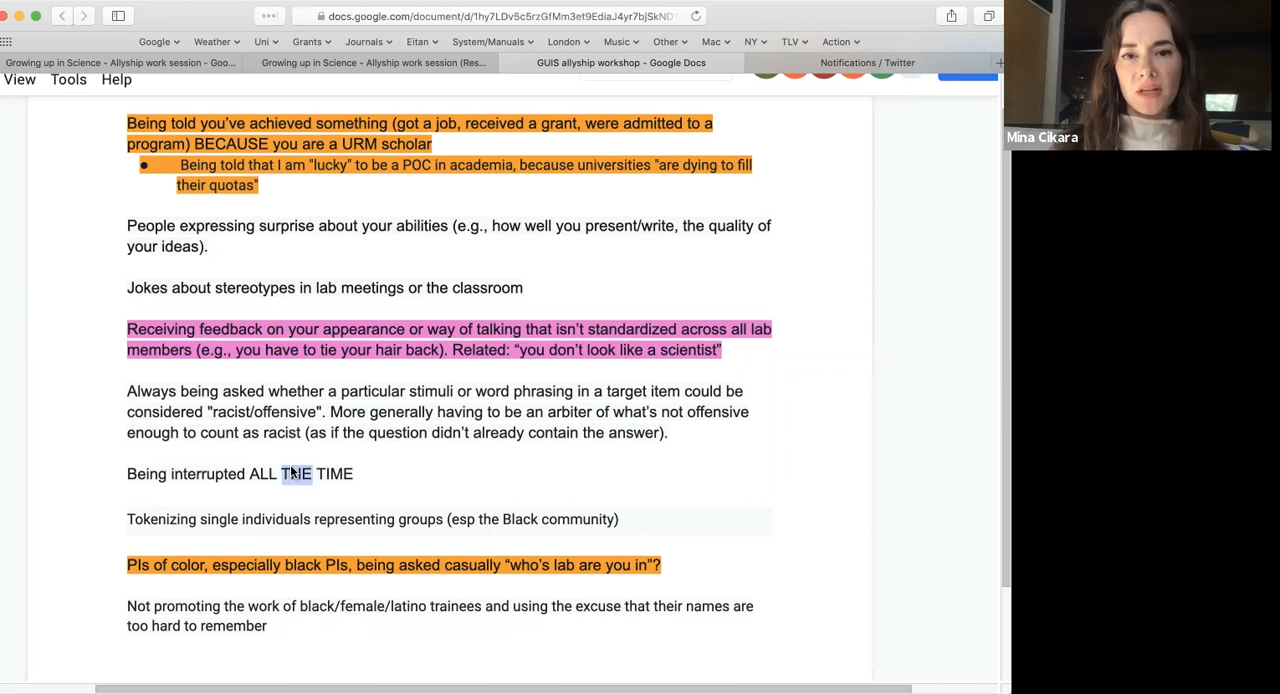 docs.google.com/document/d/1hy7LDv5c5rzGfMm3et9EdiaJ4yr7bjSkND
Google Weather Uni Grants Journals Eitan System/Manuals London Music Other Mac NY TLV Action
Growing up in Science - Allyship work session - Goo... Growing up in Science - Allyship work session (Res... GUIS allyship workshop - Google Docs Notifications / Twitter
View Tools Help
Being told you’ve achieved something (got a job, received a grant, were admitted to a
program) BECAUSE you are a URM scholar
● Being told that I am "lucky" to be a POC in academia, because universities "are dying to fill
their quotas"
People expressing surprise about your abilities (e.g., how well you present/write, the quality of
your ideas).
Jokes about stereotypes in lab meetings or the classroom
Receiving feedback on your appearance or way of talking that isn’t standardized across all lab
members (e.g., you have to tie your hair back). Related: “you don’t look like a scientist”
Always being asked whether a particular stimuli or word phrasing in a target item could be
considered "racist/offensive". More generally having to be an arbiter of what’s not offensive
enough to count as racist (as if the question didn’t already contain the answer).
Being interrupted ALL THE TIME
Tokenizing single individuals representing groups (esp the Black community)
PIs of color, especially black PIs, being asked casually “who’s lab are you in”?
Not promoting the work of black/female/latino trainees and using the excuse that their names are
too hard to remember
Mina Cikara